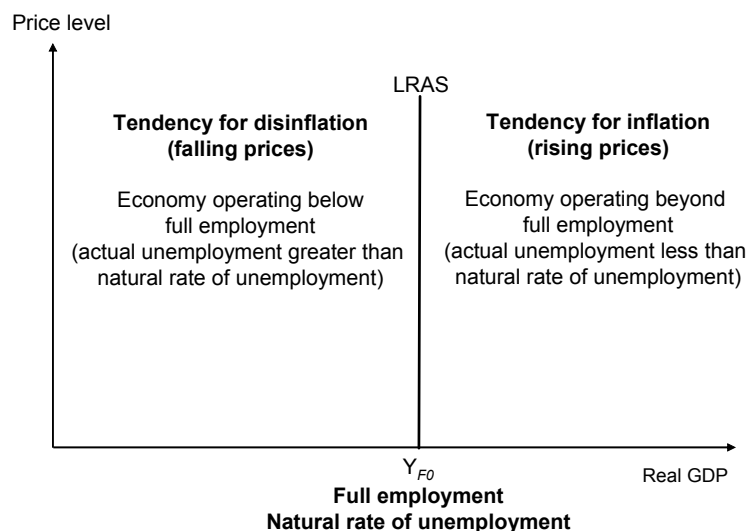 Price level
LRAS
Tendency for disinflation
(falling prices)
Economy operating below
full employment
(actual unemployment greater than
natural rate of unemployment)
Tendency for inflation
(rising prices)
Economy operating beyond
full employment
(actual unemployment less than
natural rate of unemployment)
Y_F0
Real GDP
Full employment
Natural rate of unemployment